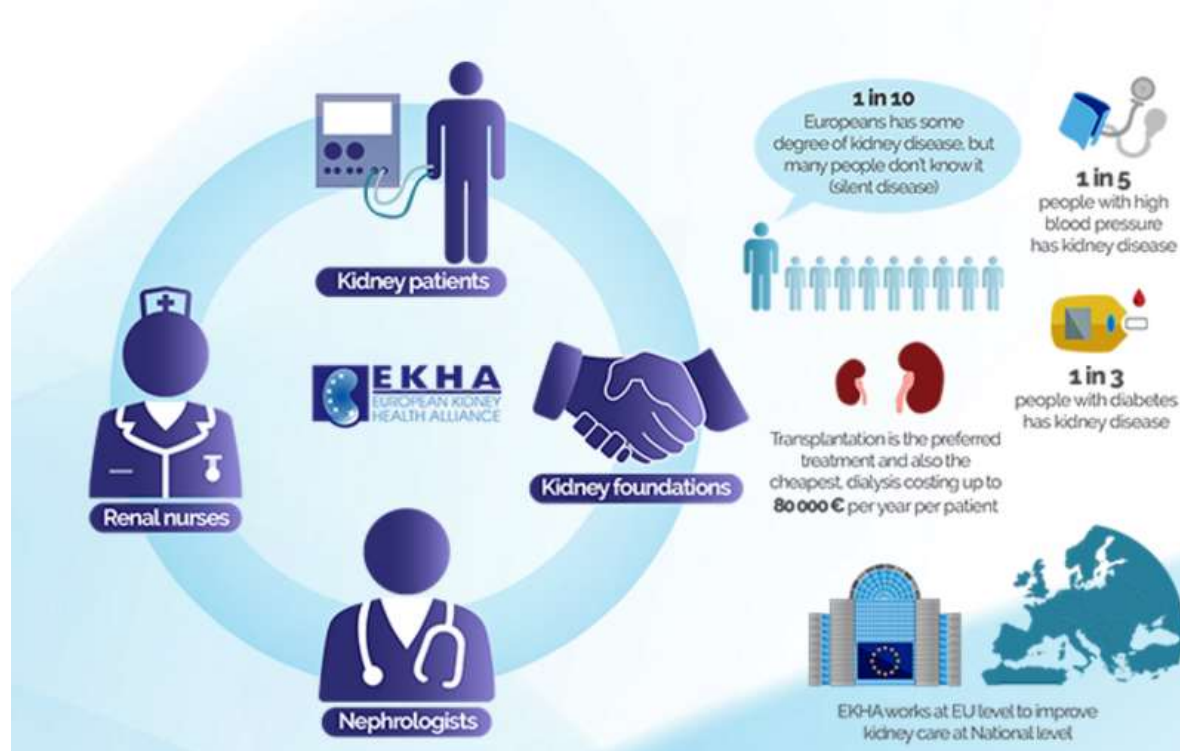 Kidney patients
Renal nurses
EKHA
EUROPEAN KIDNEY
HEALTH ALLIANCE
Kidney foundations
Nephrologists
1 in 10
Europeans has some
degree of kidney disease, but
many people don't know it
(silent disease)
1 in 5
people with high
blood pressure
has kidney disease
1 in 3
people with diabetes
has kidney disease
Transplantation is the preferred
treatment and also the
cheapest, dialysis costing up to
80 000 € per year per patient
EKHA works at EU level to improve
kidney care at National level